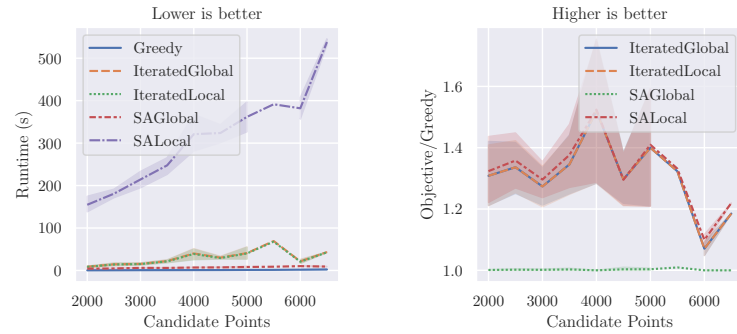 Lower is better
Runtime (s)
500
400
300
200
100
0
2000 3000 4000 5000 6000
Candidate Points
Greedy
IteratedGlobal
IteratedLocal
SAGlobal
SALocal
Higher is better
Objective/Greedy
1.6
1.4
1.2
1.0
2000 3000 4000 5000 6000
Candidate Points
IteratedGlobal
IteratedLocal
SAGlobal
SALocal